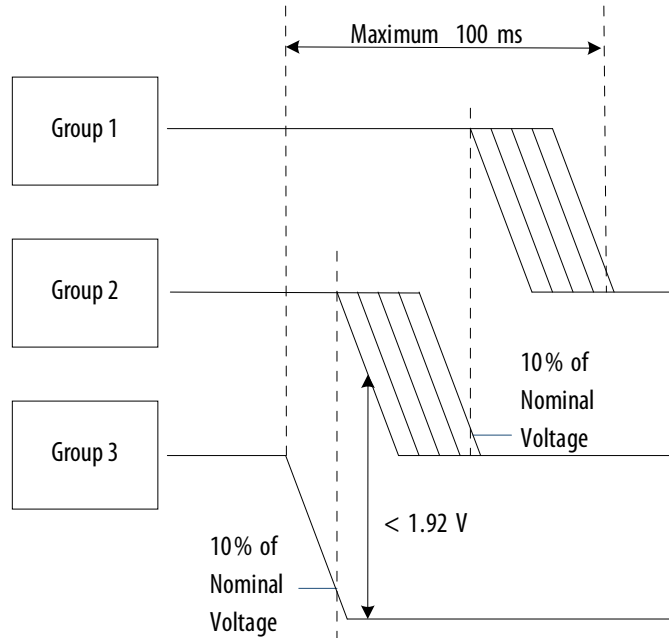 Maximum 100 ms
Group 1
Group 2
10% of
Nominal
Voltage
Group 3
< 1.92 V
10% of
Nominal
Voltage